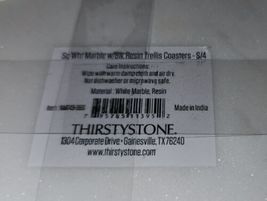 Sq Wht Marble w/Blk Resin Trellis Coasters - S/4
Care Instructions:
Wipe with warm damp cloth and air dry.
Not dishwasher or microwave safe.
Material : White Marble, Resin
Made in India
THIRSTYSTONE.
1304 Corporate Drive • Gainesville, TX 76240
www.thirstystone.com